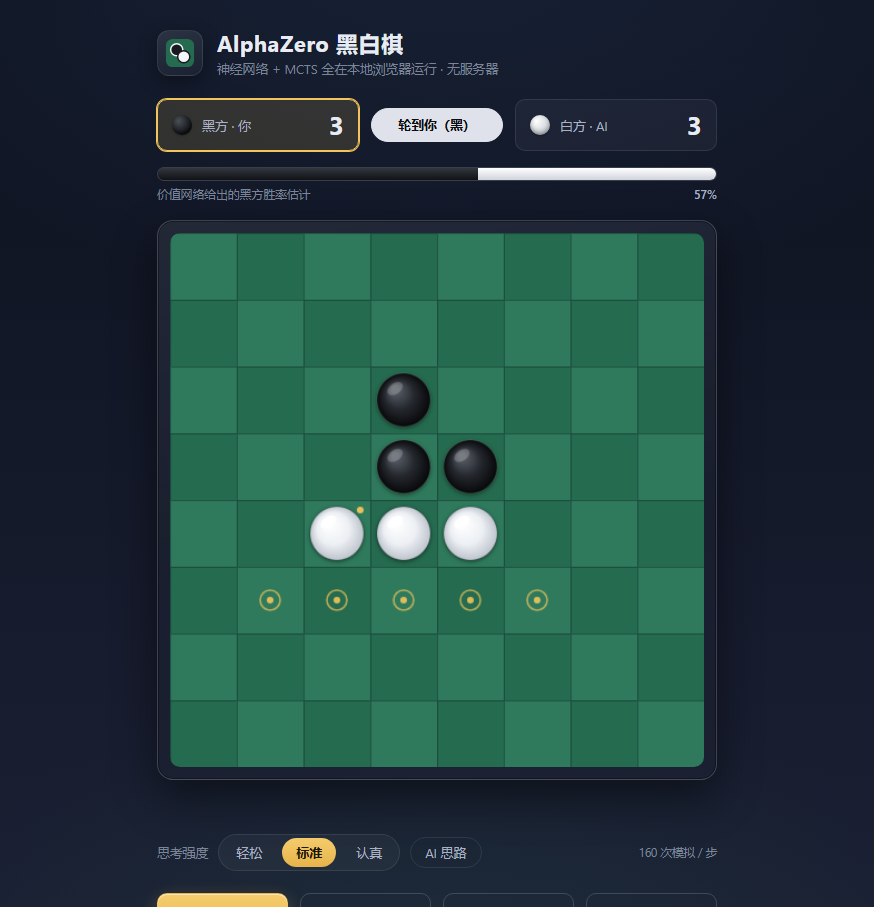 AlphaZero 黑白棋
神经网络 + MCTS 全在本地浏览器运行 · 无服务器
黑方 · 你 3
轮到你（黑）
白方 · AI 3
价值网络给出的黑方胜率估计 57%
思考强度 轻松 标准 认真 AI 思路 160 次模拟 / 步